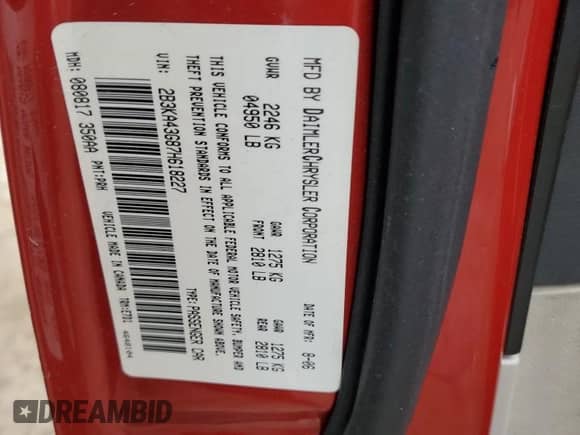 MFD BY DAIMLERCHRYSLER CORPORATION
DATE OF MFR: 8-06
GVWR 2246 KG
04950 LB
GAWR FRONT 1275 KG
2810 LB
GAWR REAR 1275 KG
2810 LB
THIS VEHICLE CONFORMS TO ALL APPLICABLE FEDERAL MOTOR VEHICLE SAFETY, BUMPER AND
THEFT PREVENTION STANDARDS IN EFFECT ON THE DATE OF MANUFACTURE SHOWN ABOVE.
VIN: 2B3KA43G87H618227
TYPE: PASSENGER CAR
MDH: 080817 350AA
PNT:PRH
VEHICLE MADE IN CANADA
DREAMBID